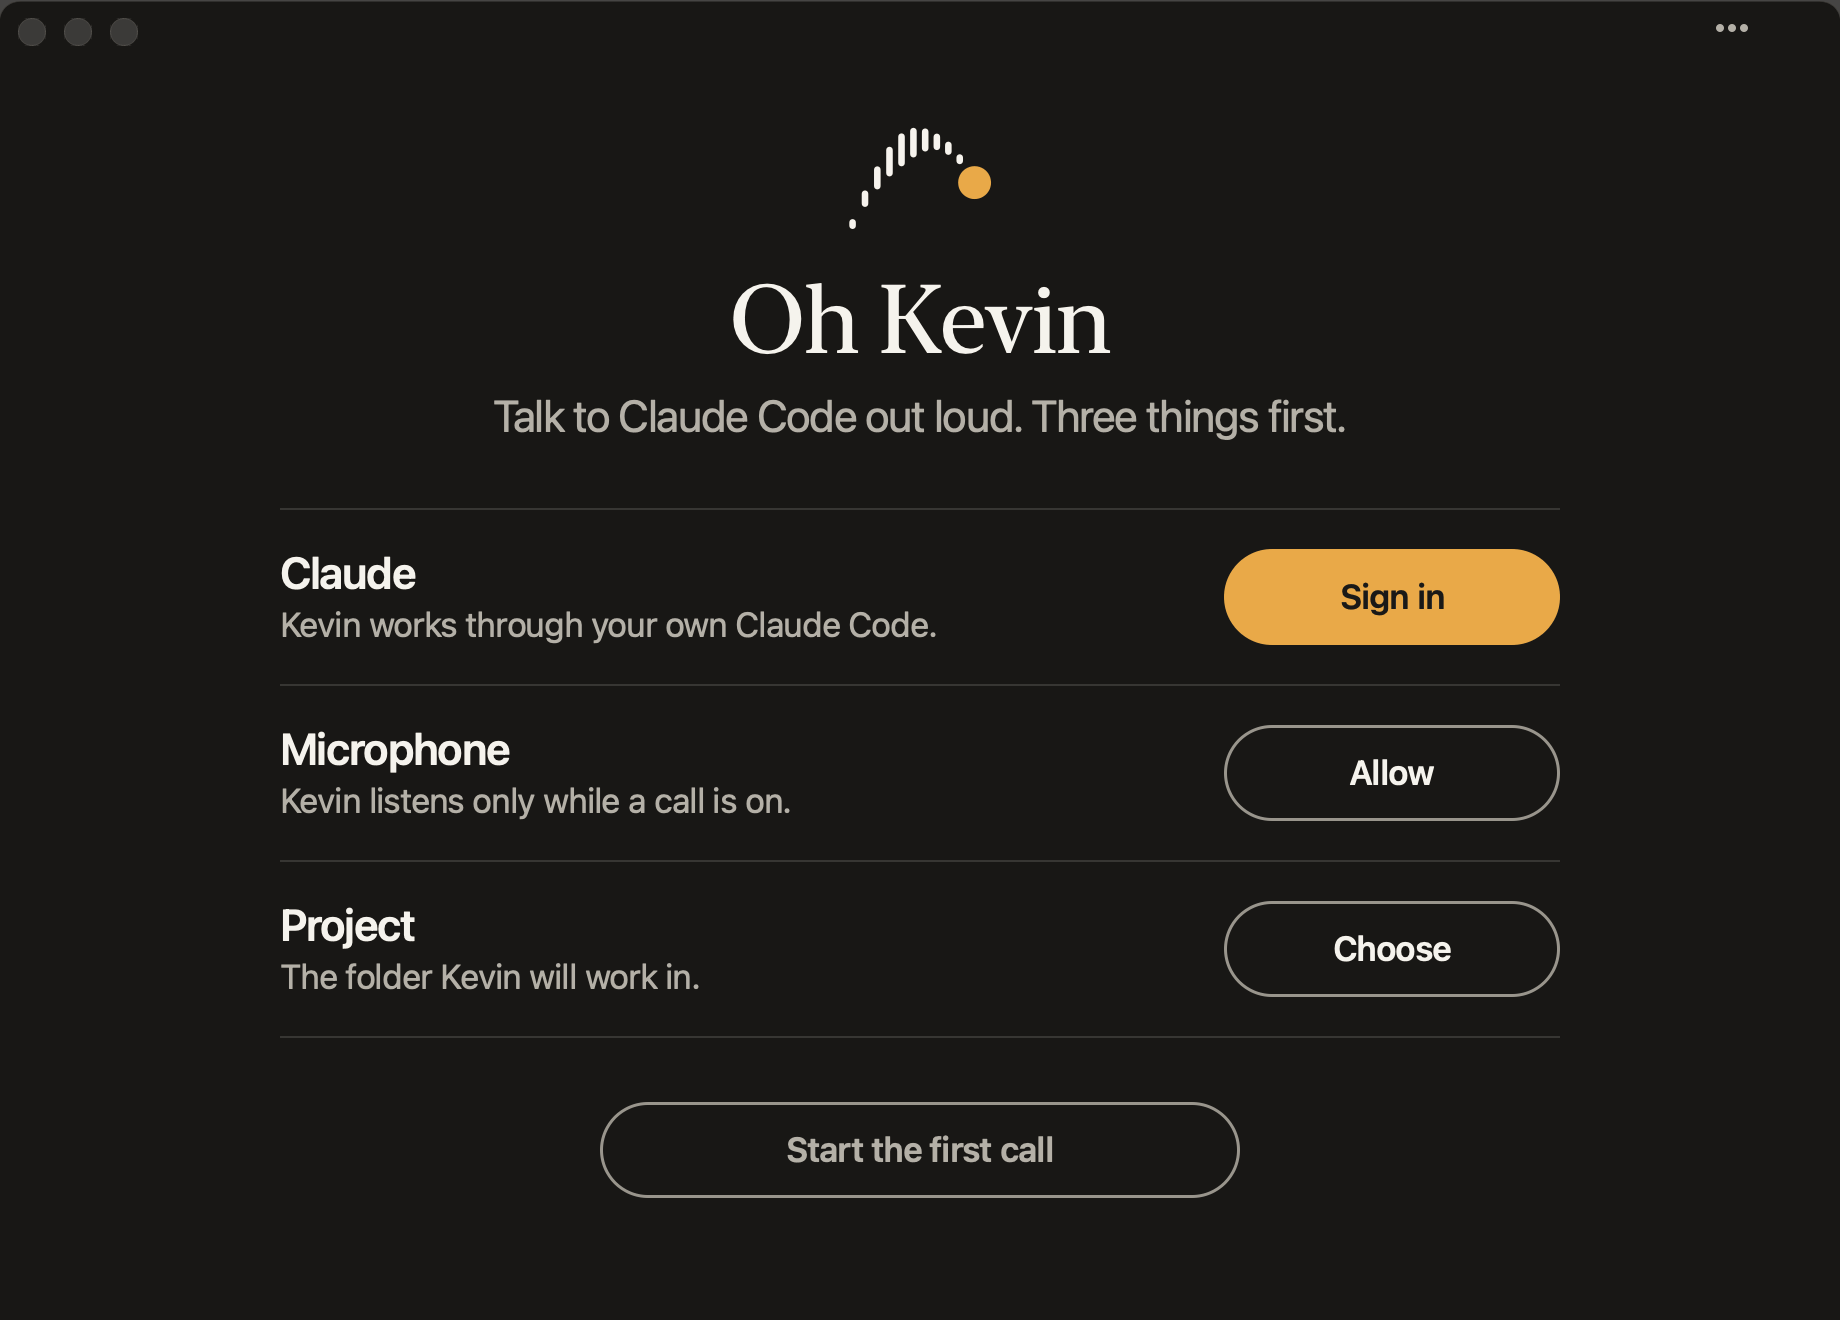 Oh Kevin
Talk to Claude Code out loud. Three things first.
Claude
Kevin works through your own Claude Code.
Sign in
Microphone
Kevin listens only while a call is on.
Allow
Project
The folder Kevin will work in.
Choose
Start the first call